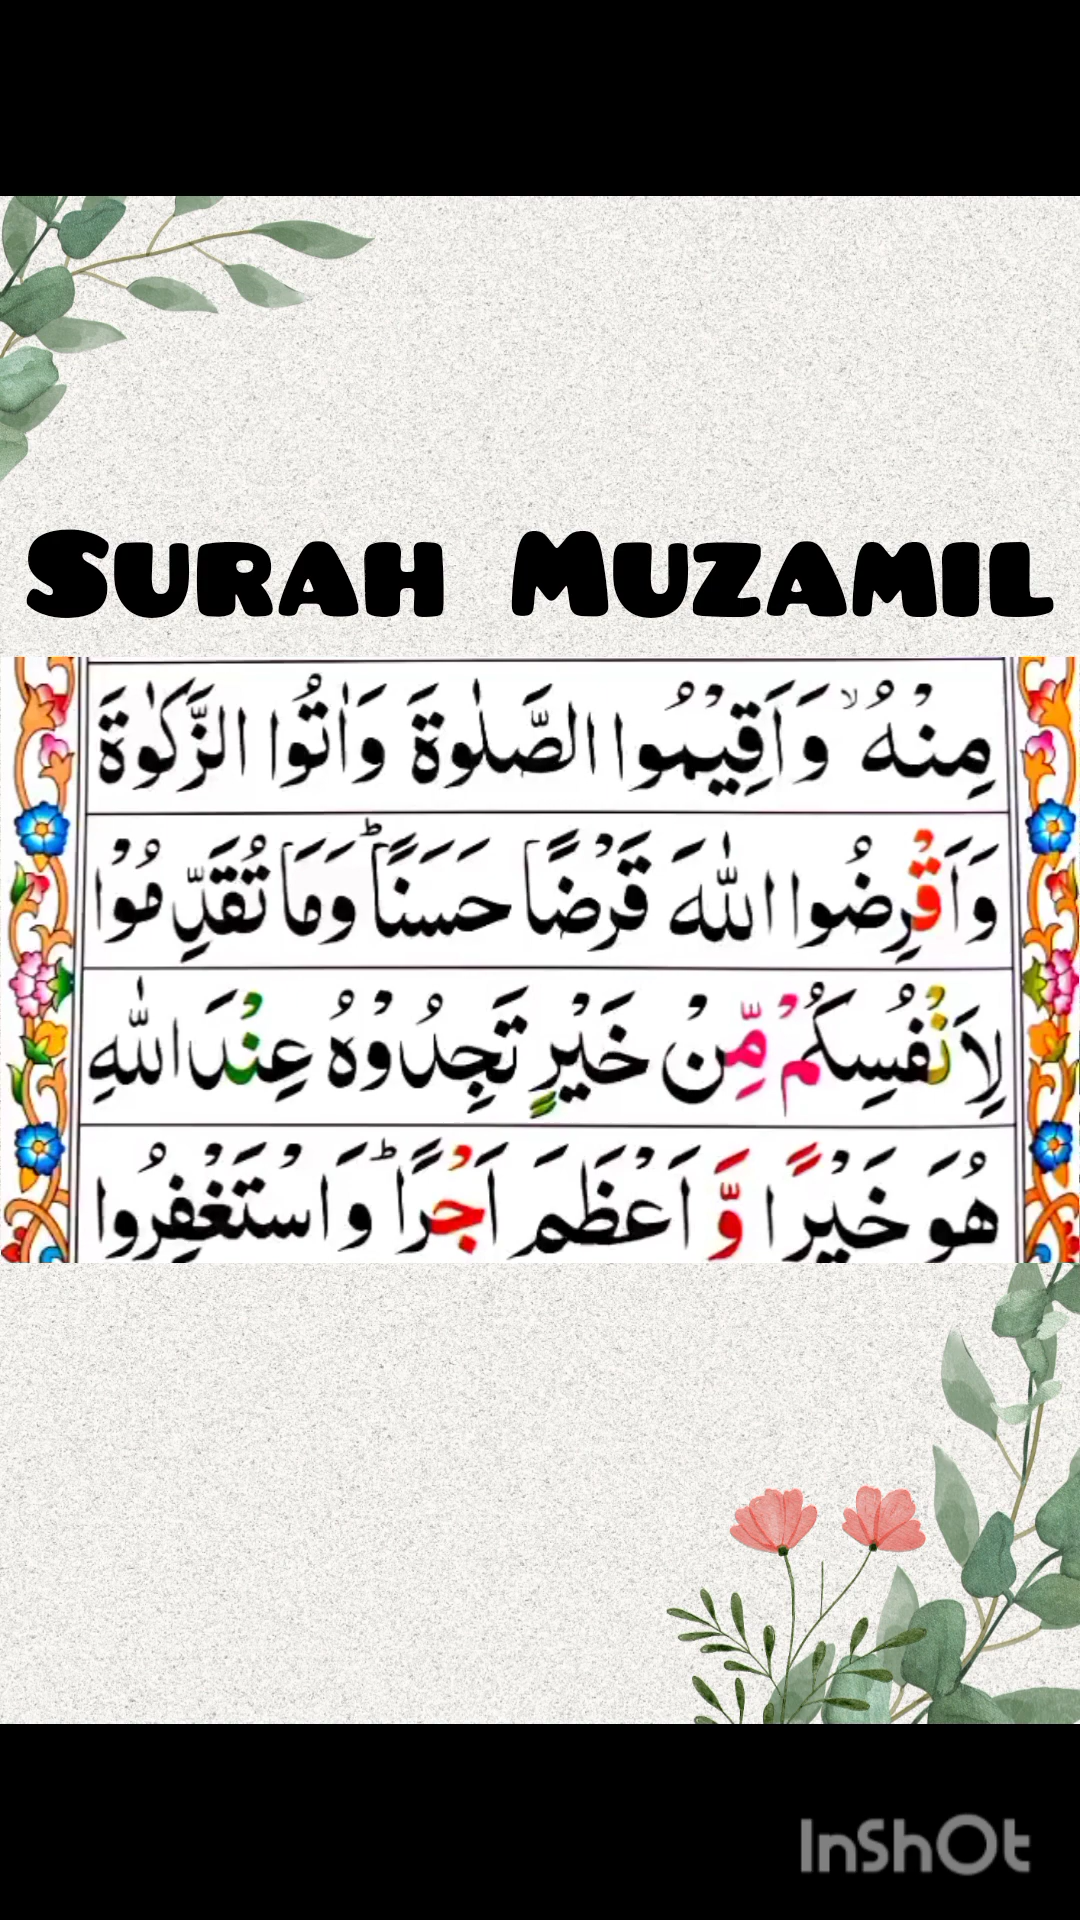 SURAH MUZAMIL
مِنْهُ ۙ وَاَقِيْمُوا الصَّلٰوةَ وَاٰتُوا الزَّكٰوةَ
وَاَقْرِضُوا اللّٰهَ قَرْضًا حَسَنًا ؕ وَمَا تُقَدِّمُوْا
لِاَنْفُسِكُمْ مِّنْ خَيْرٍ تَجِدُوْهُ عِنْدَ اللّٰهِ
هُوَ خَيْرًا وَّ اَعْظَمَ اَجْرًا ؕ وَاسْتَغْفِرُوا
InShOt